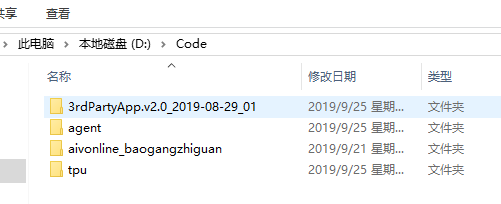 共享 查看
此电脑 > 本地磁盘 (D:) > Code
名称 修改日期 类型
3rdPartyApp.v2.0_2019-08-29_01 2019/9/25 星期... 文件夹
agent 2019/9/25 星期... 文件夹
aivonline_baogangzhiguan 2019/9/21 星期... 文件夹
tpu 2019/9/25 星期... 文件夹